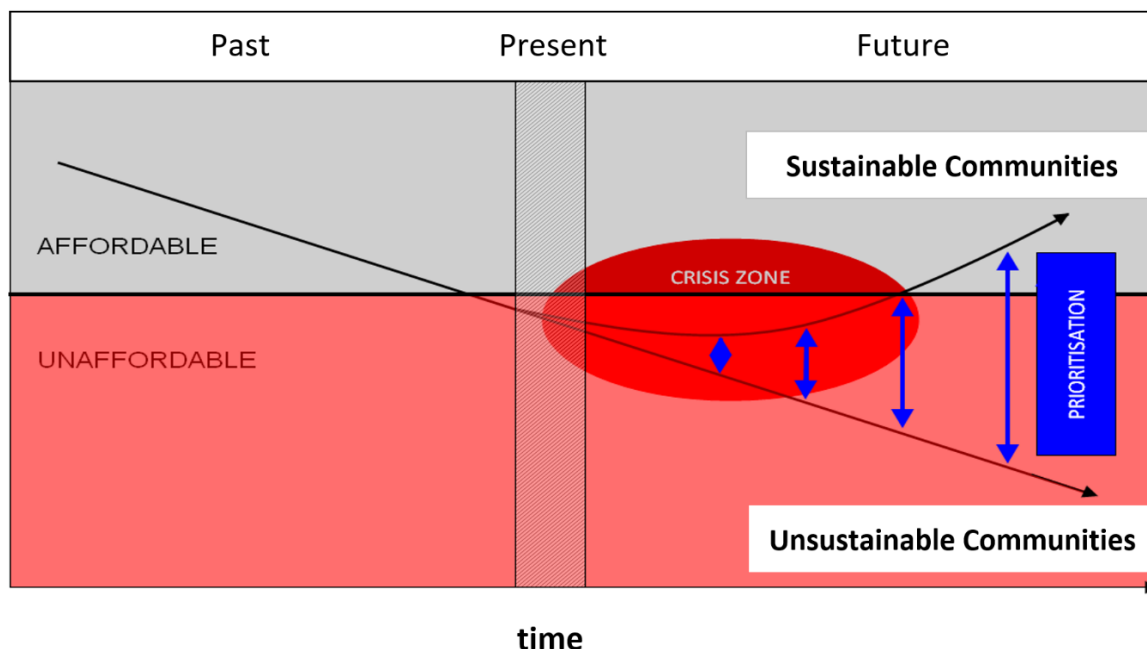 Past
Present
Future
Sustainable Communities
AFFORDABLE
CRISIS ZONE
UNAFFORDABLE
PRIORITISATION
Unsustainable Communities
time